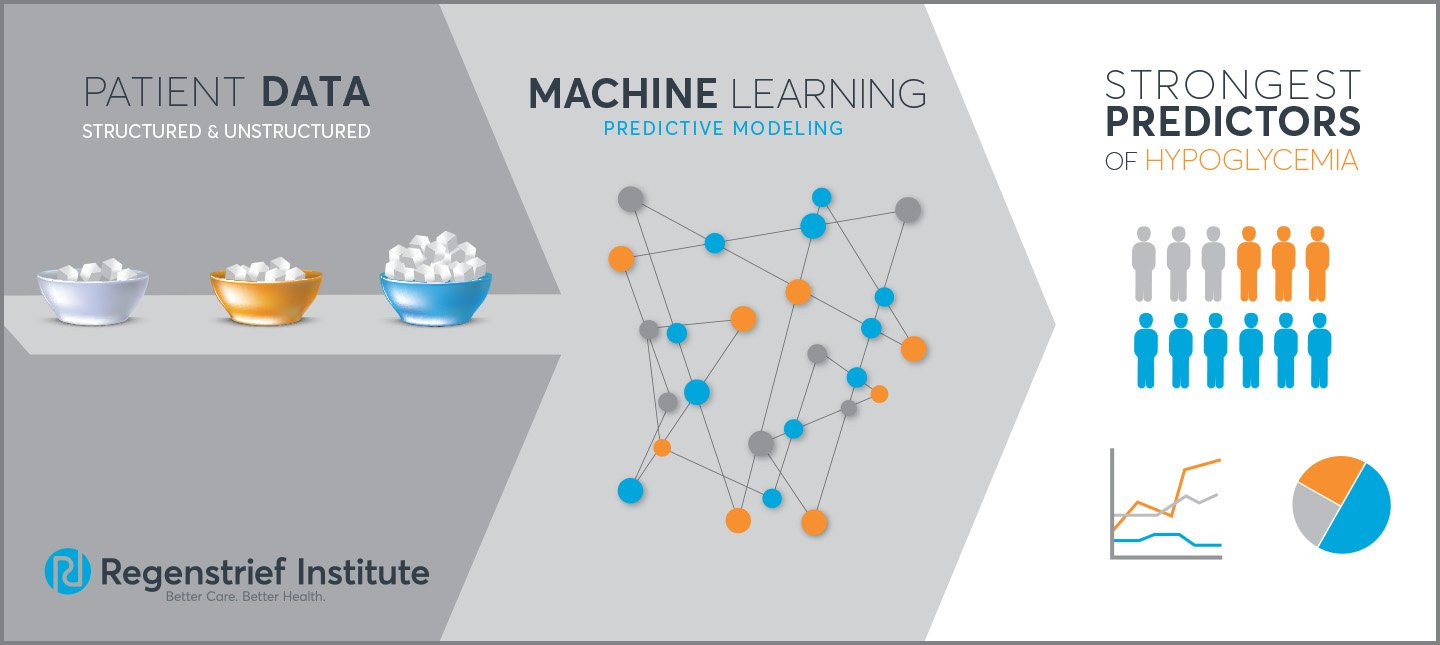 PATIENT DATA
STRUCTURED & UNSTRUCTURED
MACHINE LEARNING
PREDICTIVE MODELING
STRONGEST
PREDICTORS
OF HYPOGLYCEMIA
Regenstrief Institute
Better Care. Better Health.